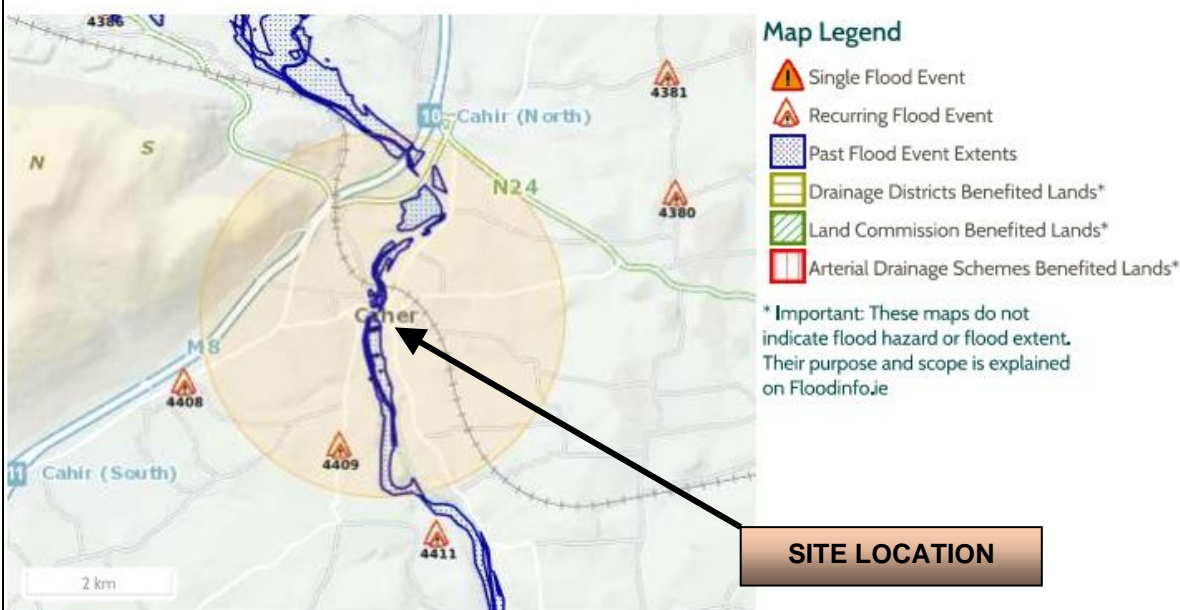 4386
10 Cahir (North)
4381
N
S
N24
4380
Caher
M8
4408
4409
11 Cahir (South)
4411
2 km
SITE LOCATION
Map Legend
Single Flood Event
Recurring Flood Event
Past Flood Event Extents
Drainage Districts Benefited Lands*
Land Commission Benefited Lands*
Arterial Drainage Schemes Benefited Lands*
* Important: These maps do not
indicate flood hazard or flood extent.
Their purpose and scope is explained
on Floodinfo.ie